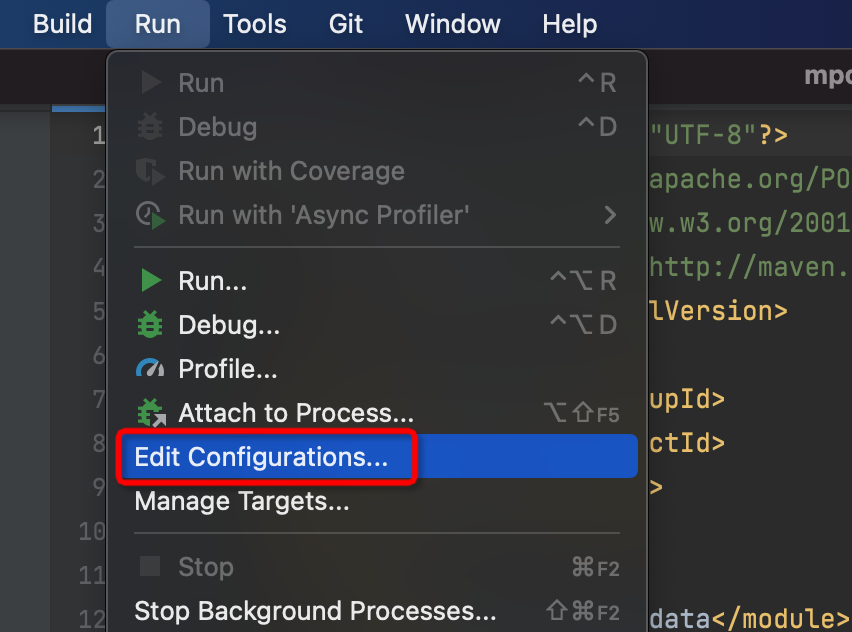 Build Run Tools Git Window Help
mpc
Run ^R
Debug ^D
Run with Coverage
Run with 'Async Profiler'
Run... ^⌥R
Debug... ^⌥D
Profile...
Attach to Process... ⌥⇧F5
Edit Configurations...
Manage Targets...
Stop ⌘F2
Stop Background Processes... ⇧⌘F2
1 "UTF-8"?>
2 apache.org/PO
3 w.w3.org/2001
4 http://maven.
5 lVersion>
6
7 upId>
8 ctId>
9 >
10
11
12 data</module>